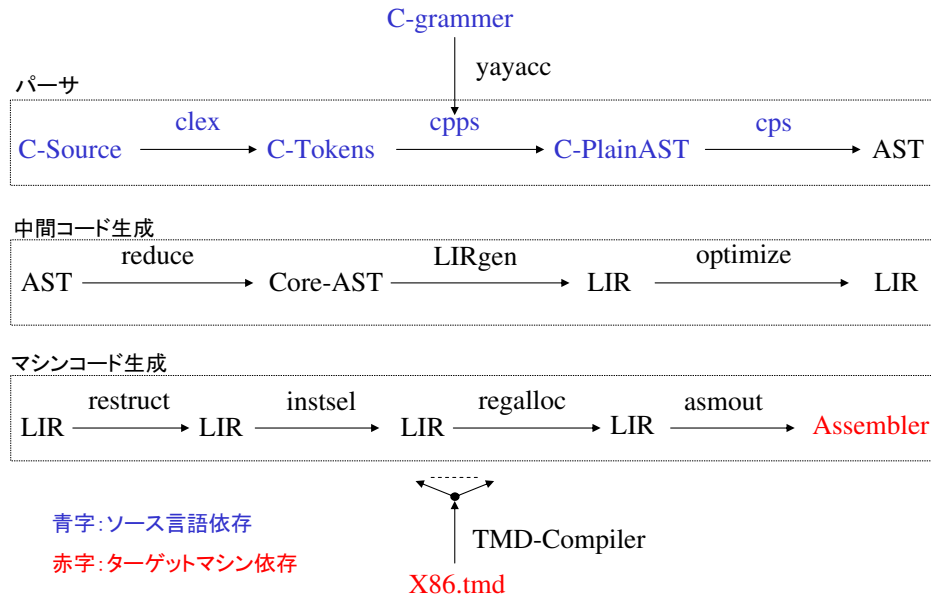 C-grammer
yayacc
パーサ
clex cpps cps
C-Source C-Tokens C-PlainAST AST
中間コード生成
reduce LIRgen optimize
AST Core-AST LIR LIR
マシンコード生成
restruct instsel regalloc asmout
LIR LIR LIR LIR Assembler
青字:ソース言語依存
TMD-Compiler
赤字:ターゲットマシン依存
X86.tmd